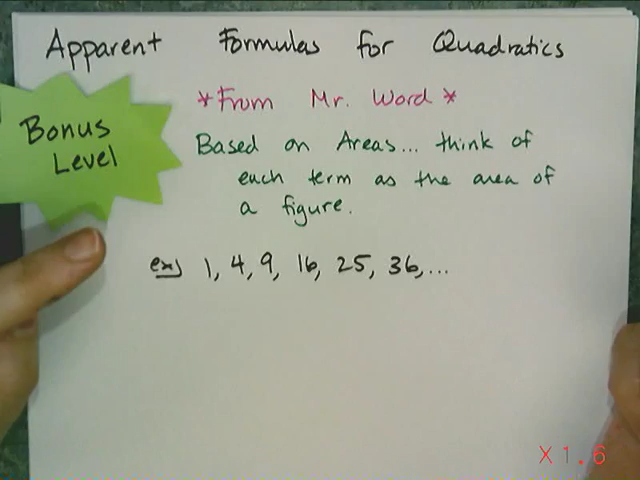 Apparent Formulas for Quadratics
*From Mr. Word*
Bonus
Level
Based on Areas... think of
each term as the area of
a figure.
ex) 1, 4, 9, 16, 25, 36,...
X1.6